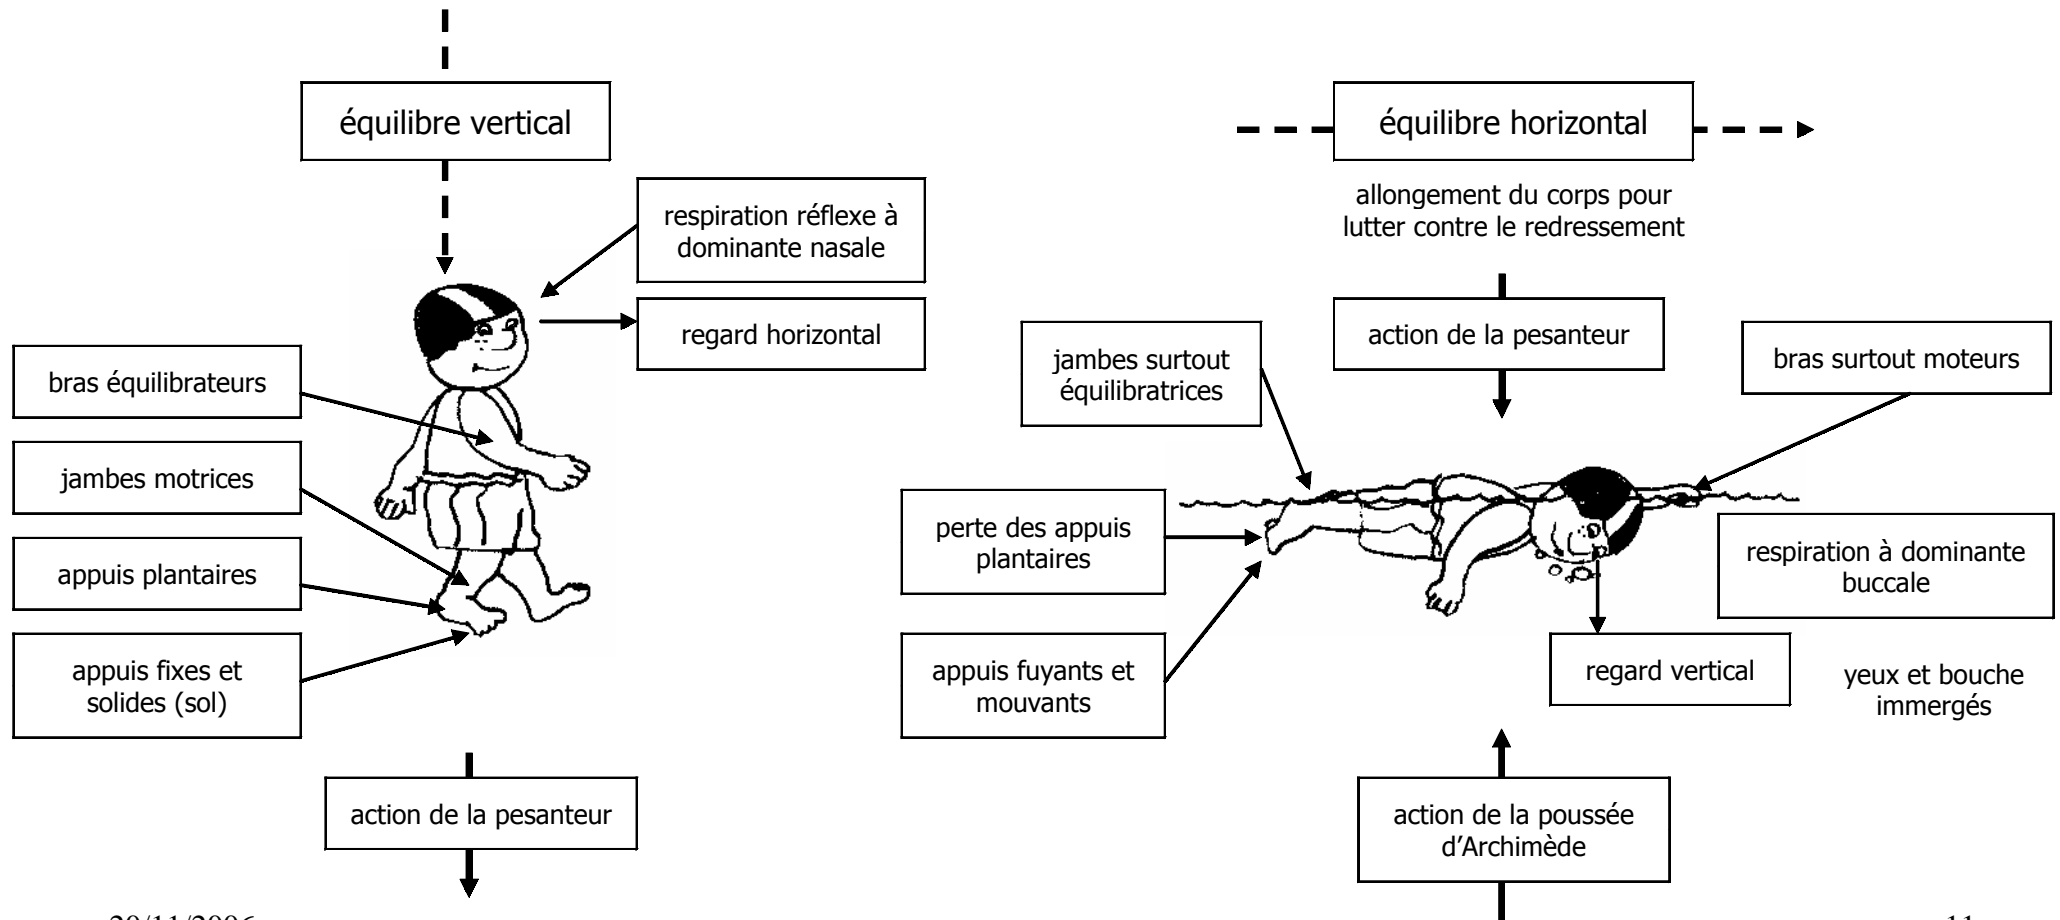 équilibre vertical
respiration réflexe à
dominante nasale
regard horizontal
bras équilibrateurs
jambes motrices
appuis plantaires
appuis fixes et
solides (sol)
action de la pesanteur
équilibre horizontal
allongement du corps pour
lutter contre le redressement
action de la pesanteur
jambes surtout
équilibratrices
bras surtout moteurs
perte des appuis
plantaires
respiration à dominante
buccale
appuis fuyants et
mouvants
regard vertical
yeux et bouche
immergés
action de la poussée
d'Archimède